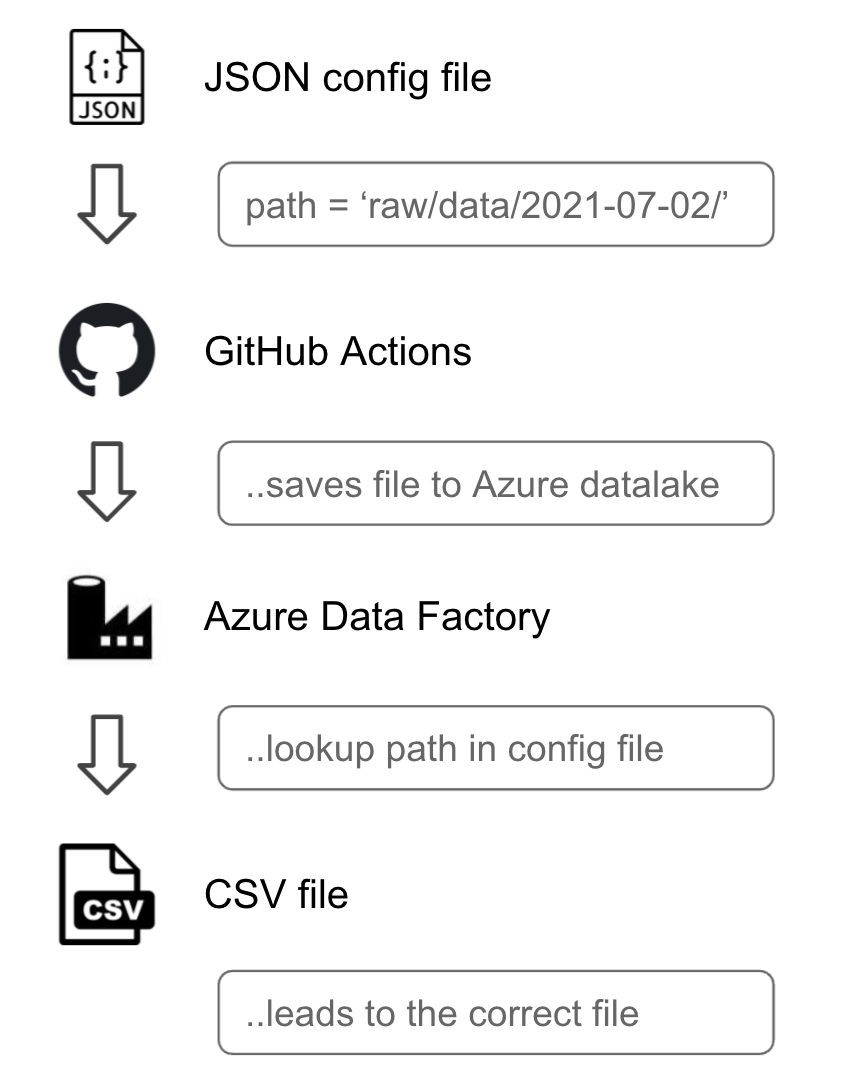 {;}
JSON
JSON config file
path = ‘raw/data/2021-07-02/’
GitHub Actions
..saves file to Azure datalake
Azure Data Factory
..lookup path in config file
CSV
CSV file
..leads to the correct file